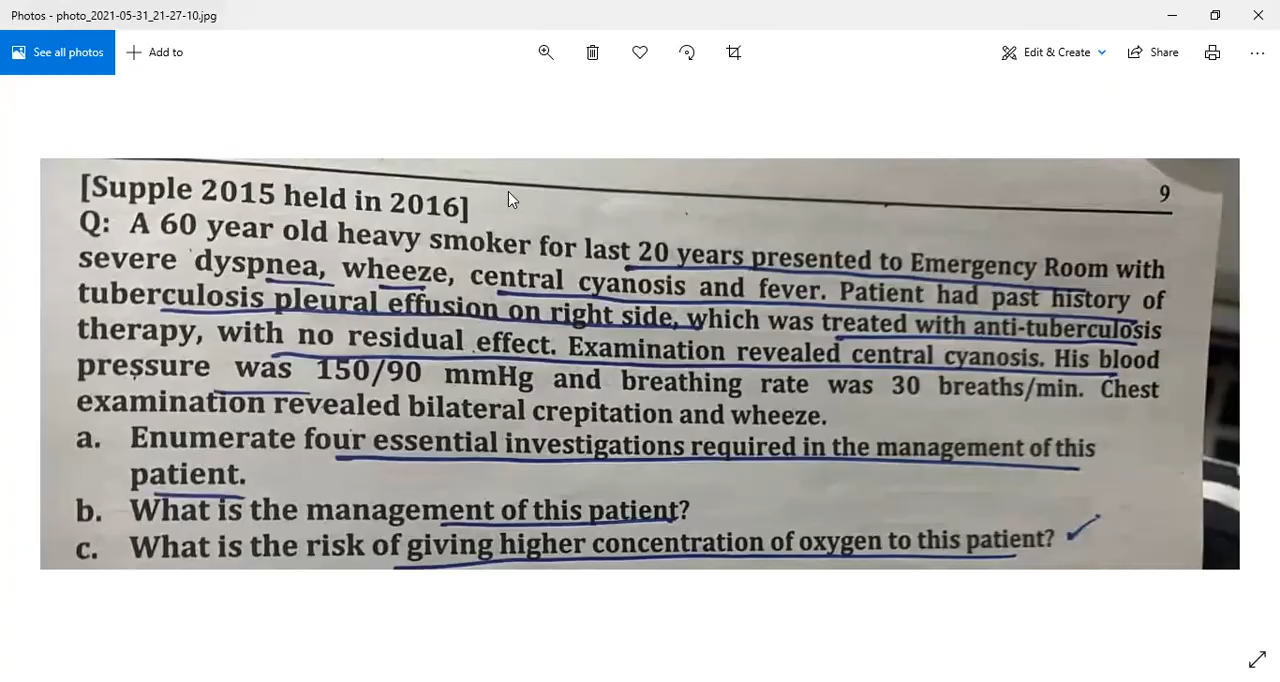 Photos - photo_2021-05-31_21-27-10.jpg
See all photos
Add to
Edit & Create
Share
9
[Supple 2015 held in 2016]
Q: A 60 year old heavy smoker for last 20 years presented to Emergency Room with
severe dyspnea, wheeze, central cyanosis and fever. Patient had past history of
tuberculosis pleural effusion on right side, which was treated with anti-tuberculosis
therapy, with no residual effect. Examination revealed central cyanosis. His blood
pressure was 150/90 mmHg and breathing rate was 30 breaths/min. Chest
examination revealed bilateral crepitation and wheeze.
a. Enumerate four essential investigations required in the management of this
patient.
b. What is the management of this patient?
c. What is the risk of giving higher concentration of oxygen to this patient?